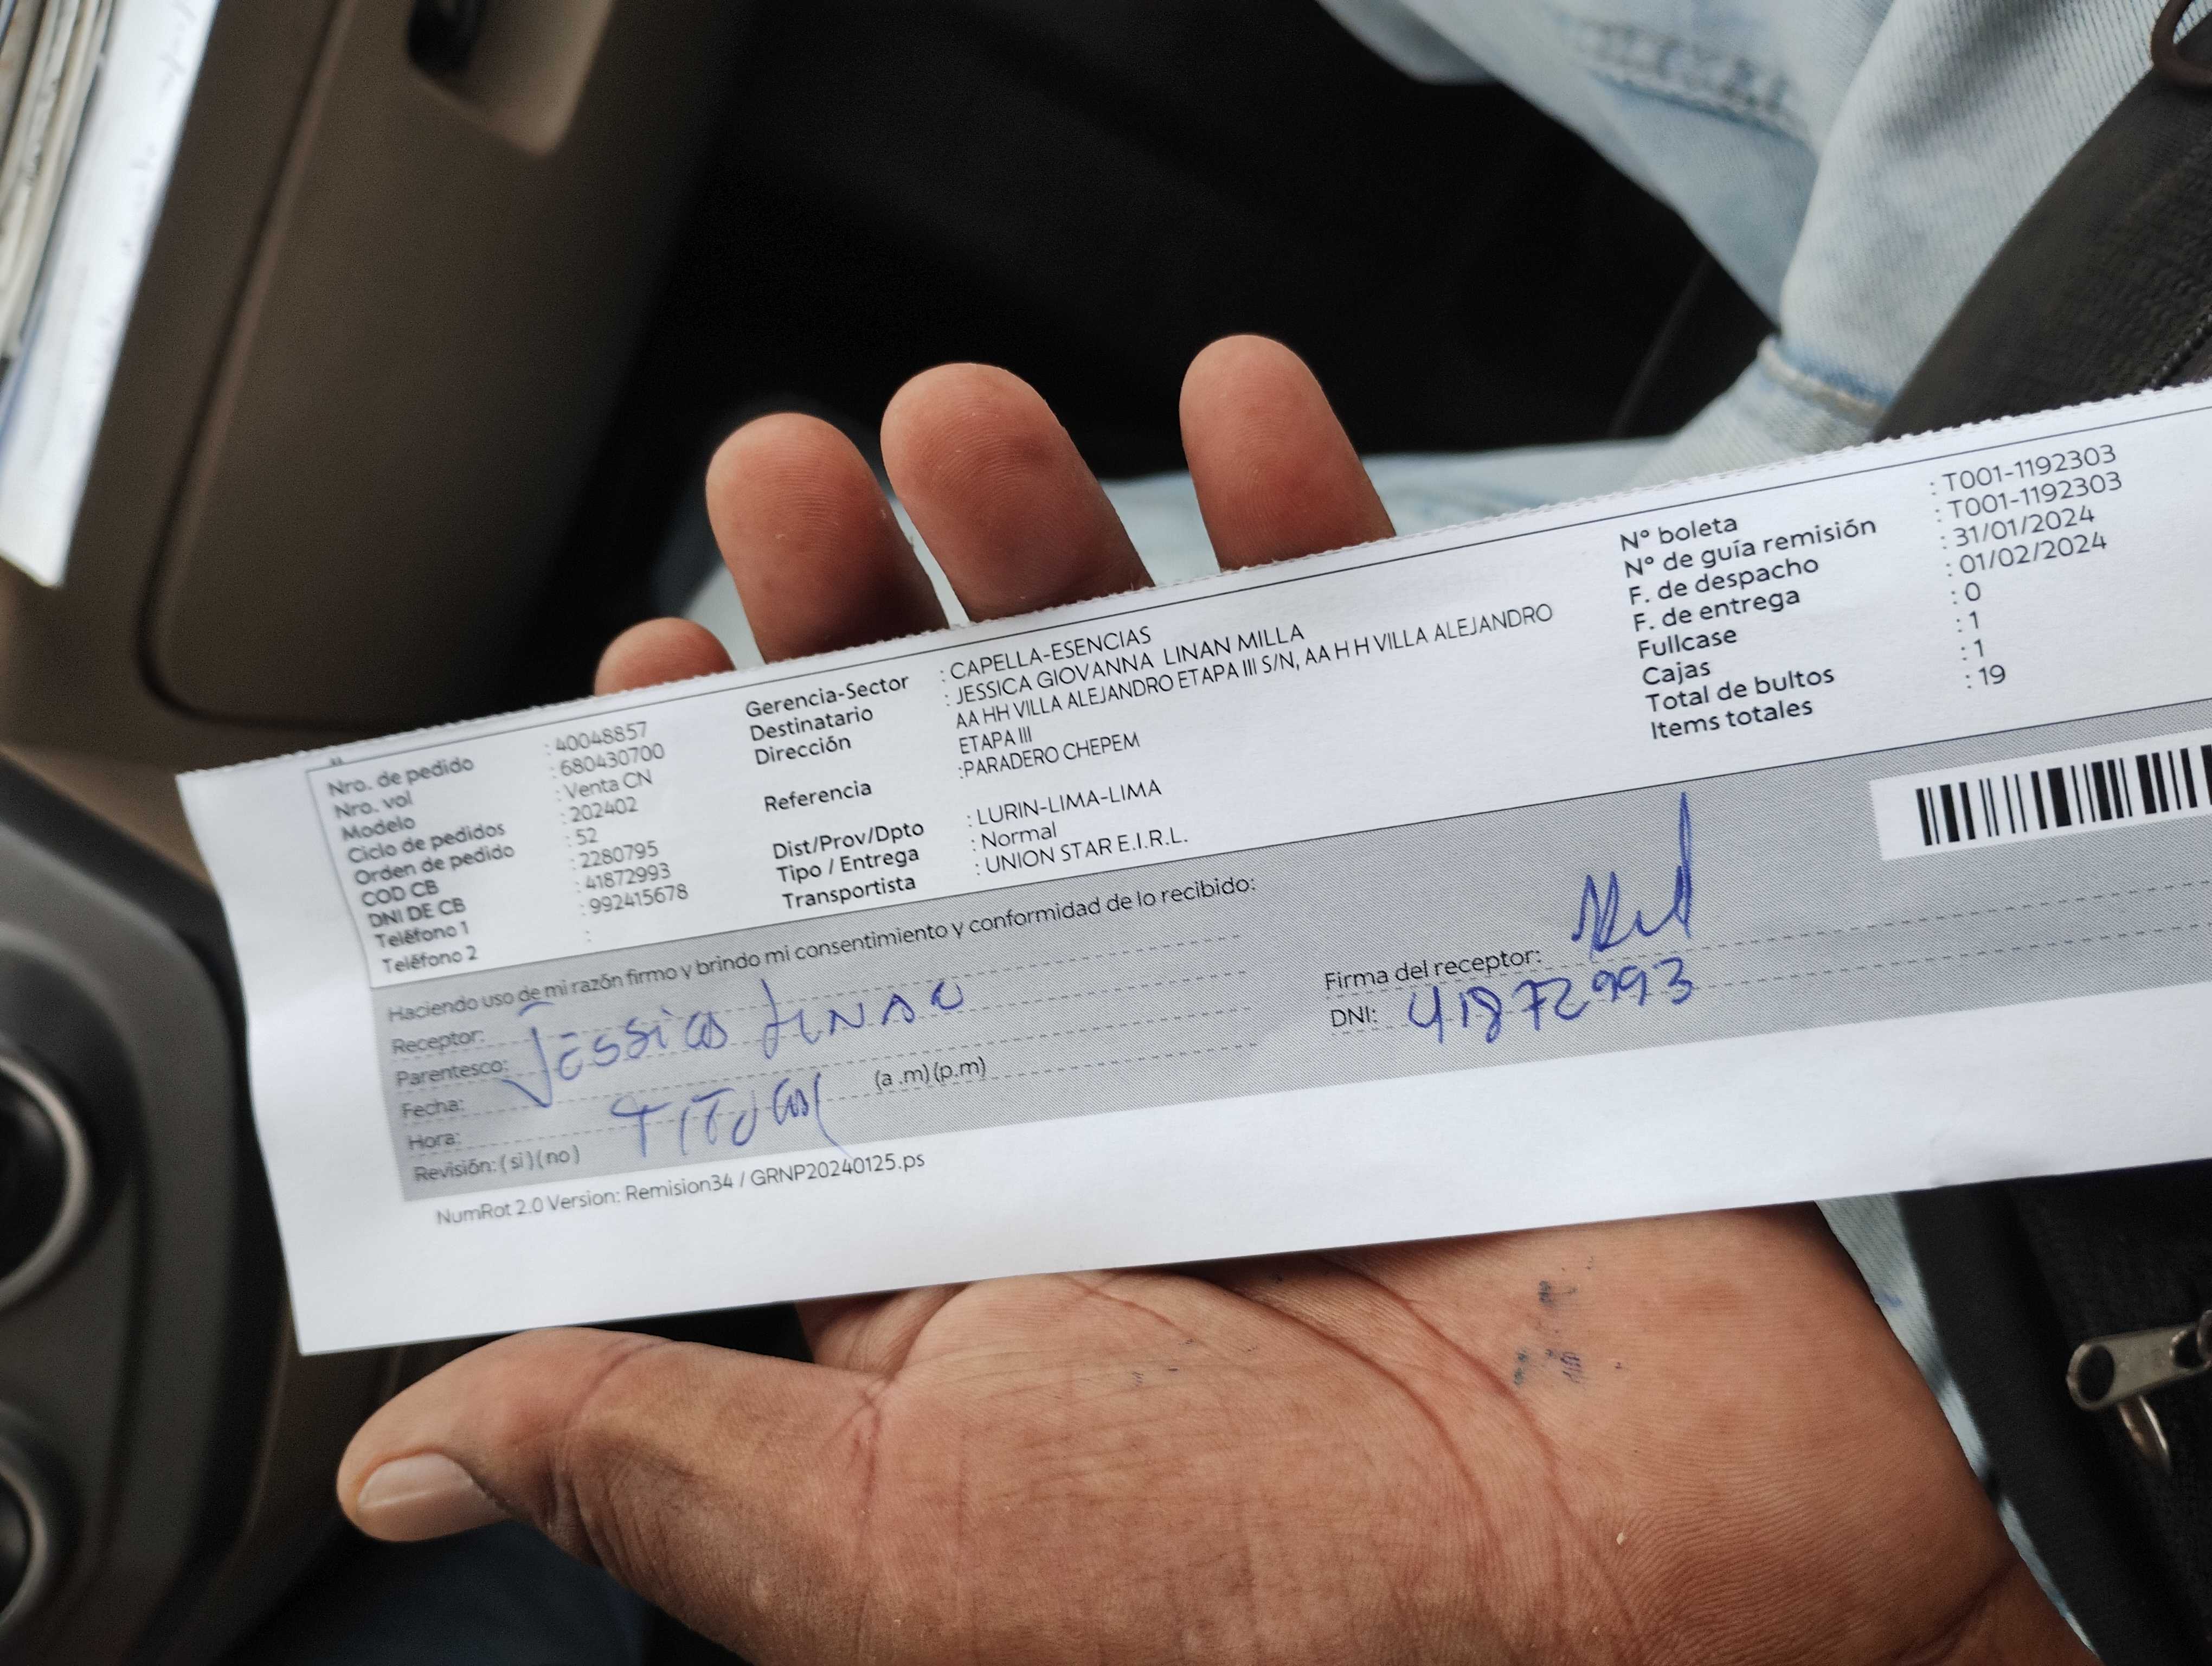 Nro. de pedido : 40048857
Nro. vol : 680430700
Modelo : Venta CN
Ciclo de pedidos : 202402
Orden de pedido : 52
COD CB : 2280795
DNI DE CB : 41872993
Teléfono 1 : 992415678
Teléfono 2 :
Gerencia-Sector : CAPELLA-ESENCIAS
Destinatario : JESSICA GIOVANNA LINAN MILLA
Dirección AA HH VILLA ALEJANDRO ETAPA III S/N, AA H H VILLA ALEJANDRO
ETAPA III
Referencia :PARADERO CHEPEM
Dist/Prov/Dpto : LURIN-LIMA-LIMA
Tipo / Entrega : Normal
Transportista : UNION STAR E.I.R.L.
N° boleta : T001-1192303
N° de guía remisión : T001-1192303
F. de despacho : 31/01/2024
F. de entrega : 01/02/2024
Fullcase : 0
Cajas : 1
Total de bultos : 1
Items totales : 19
Haciendo uso de mi razón firmo y brindo mi consentimiento y conformidad de lo recibido:
Receptor:
Parentesco: Jessica
Fecha:
Hora: (a .m) (p.m)
Revisión: ( si ) ( no )
Firma del receptor:
DNI: 41872993
NumRot 2.0 Version: Remision34 / GRNP20240125.ps